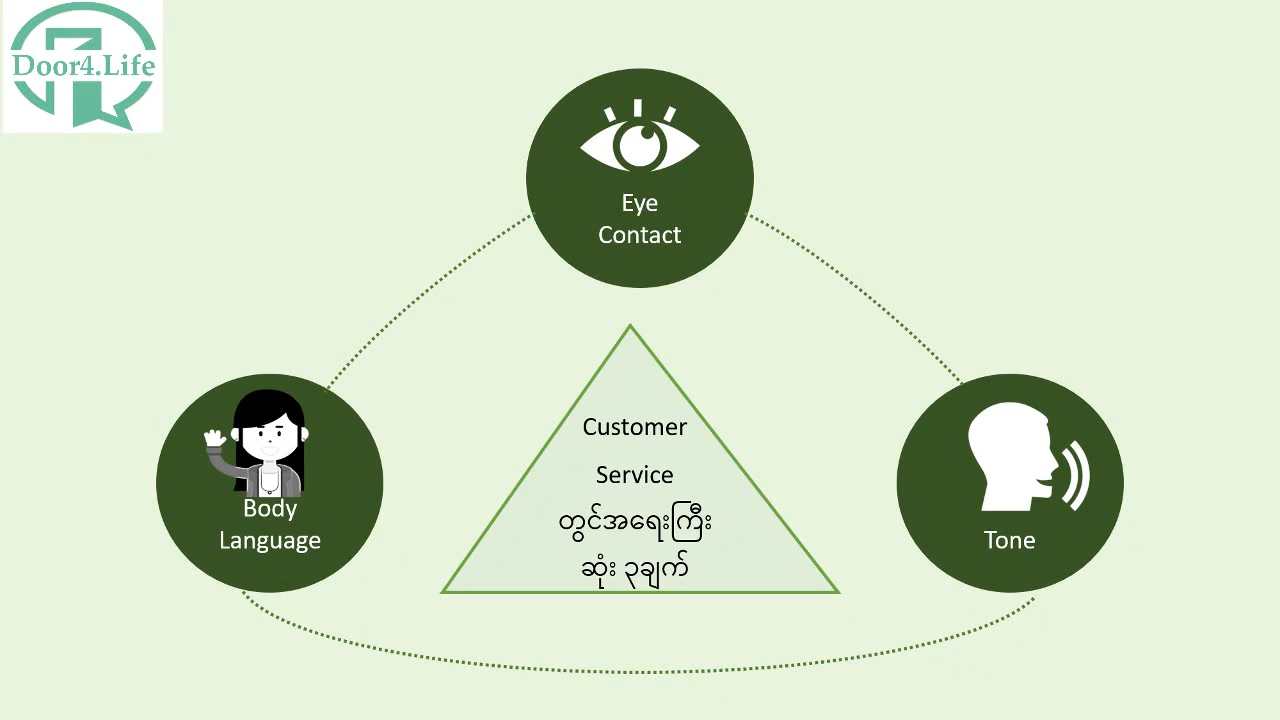 Door4.Life
Eye
Contact
Customer
Service
တွင်အရေးကြီး
ဆုံး ၃ချက်
Body
Language
Tone